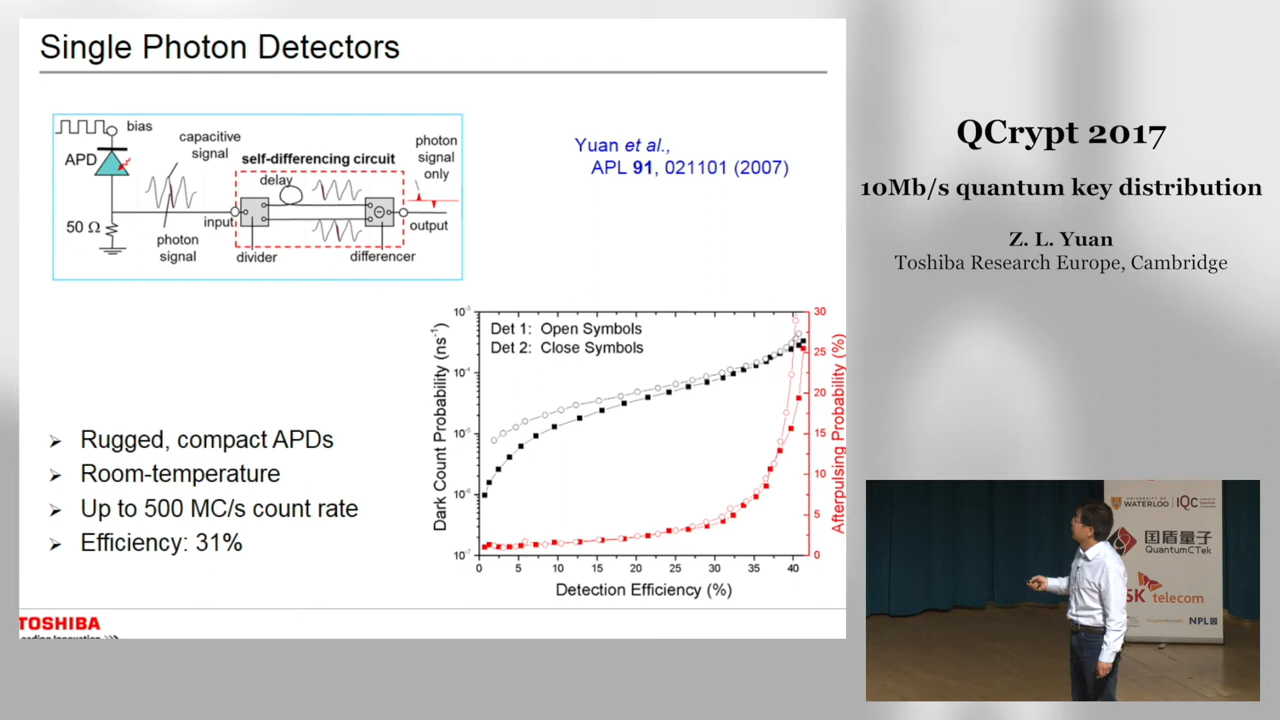 Single Photon Detectors
bias
APD
capacitive
signal
self-differencing circuit
photon
signal
only
delay
input
output
50 Ω
photon
signal
divider
differencer
Yuan et al.,
APL 91, 021101 (2007)
Rugged, compact APDs
Room-temperature
Up to 500 MC/s count rate
Efficiency: 31%
Det 1: Open Symbols
Det 2: Close Symbols
Dark Count Probability (ns⁻¹)
10⁻³
10⁻⁴
10⁻⁵
10⁻⁶
10⁻⁷
0 5 10 15 20 25 30 35 40
Detection Efficiency (%)
30
25
20
15
10
5
0
Afterpulsing Probability (%)
TOSHIBA
QCrypt 2017
10Mb/s quantum key distribution
Z. L. Yuan
Toshiba Research Europe, Cambridge
UNIVERSITY OF
WATERLOO
IQC
国盾量子
QuantumCTek
SK telecom
NPL